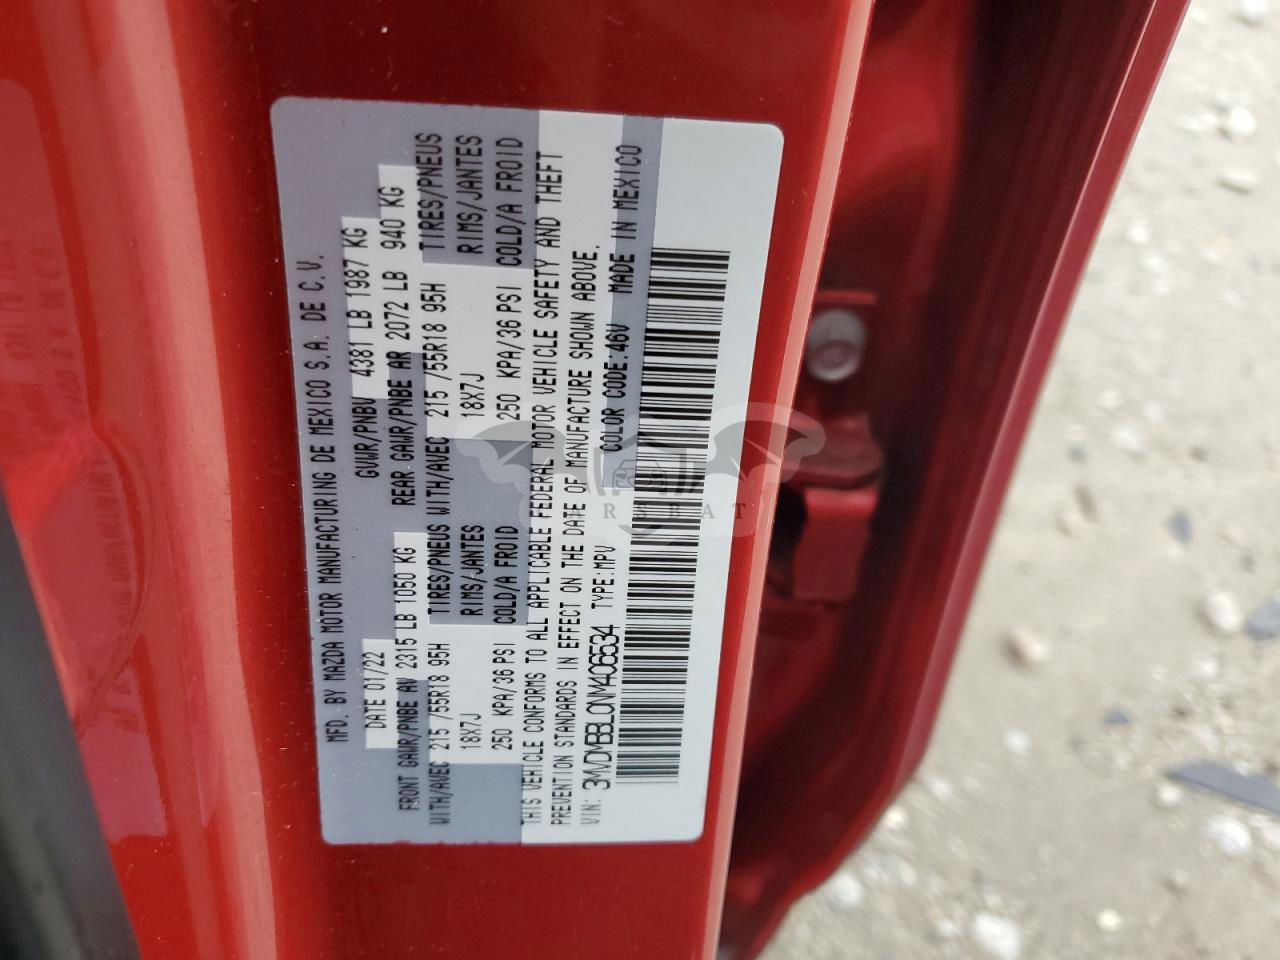 MFD. BY MAZDA MOTOR MANUFACTURING DE MEXICO S.A. DE C.V.
DATE 01/22 GVWR/PNBV 4381 LB 1987 KG
FRONT GAWR/PNBE AV 2315 LB 1050 KG REAR GAWR/PNBE AR 2072 LB 940 KG
WITH/AVEC 215 /55R18 95H TIRES/PNEUS WITH/AVEC 215 /55R18 95H TIRES/PNEUS
18X7J RIMS/JANTES 18X7J RIMS/JANTES
250 KPA/36 PSI COLD/A FROID 250 KPA/36 PSI COLD/A FROID
THIS VEHICLE CONFORMS TO ALL APPLICABLE FEDERAL MOTOR VEHICLE SAFETY AND THEFT
PREVENTION STANDARDS IN EFFECT ON THE DATE OF MANUFACTURE SHOWN ABOVE.
VIN: 3MVDMBBL0NM406534 TYPE:MPV COLOR CODE:46V MADE IN MEXICO
CARSBAT